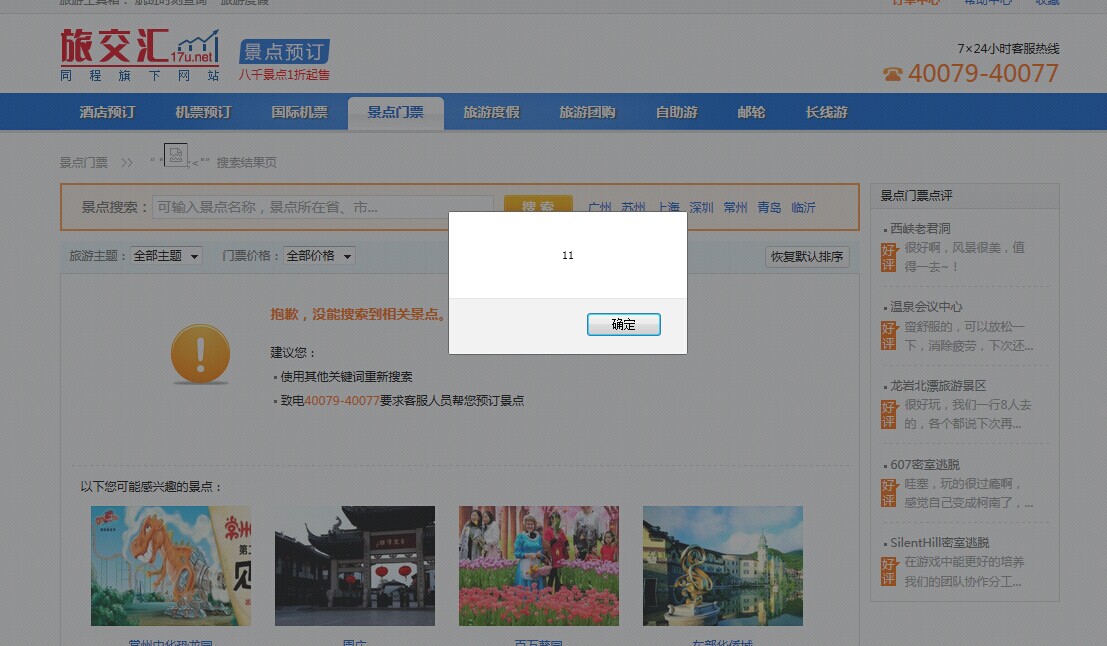 旅游工具箱： 航班时刻查询 旅游度假
订单中心 帮助中心 收藏
旅交汇 17u.net
同程旗下网站
景点预订
八千景点1折起售
7×24小时客服热线
40079-40077
酒店预订 机票预订 国际机票 景点门票 旅游度假 旅游团购 自助游 邮轮 长线游
景点门票 >> " " ;<"" 搜索结果页
景点搜索： 可输入景点名称，景点所在省、市... 搜索 广州 苏州 上海 深圳 常州 青岛 临沂
旅游主题： 全部主题 门票价格： 全部价格 恢复默认排序
11
确定
抱歉，没能搜索到相关景点。
建议您：
使用其他关键词重新搜索
致电40079-40077要求客服人员帮您预订景点
以下您可能感兴趣的景点：
常州
第二
常州中华恐龙园 周庄 百万葵园 东部华侨城
景点门票点评
西峡老君洞
好评
很好啊，风景很美，值
得一去~！
温泉会议中心
好评
蛮舒服的，可以放松一
下，消除疲劳，下次还...
龙岩北漂旅游景区
好评
很好玩，我们一行8人去
的，各个都说下次再...
607密室逃脱
好评
哇塞，玩的很过瘾啊，
感觉自己变成柯南了，...
SilentHill密室逃脱
好评
在游戏中能更好的培养
我们的团队协作分工...